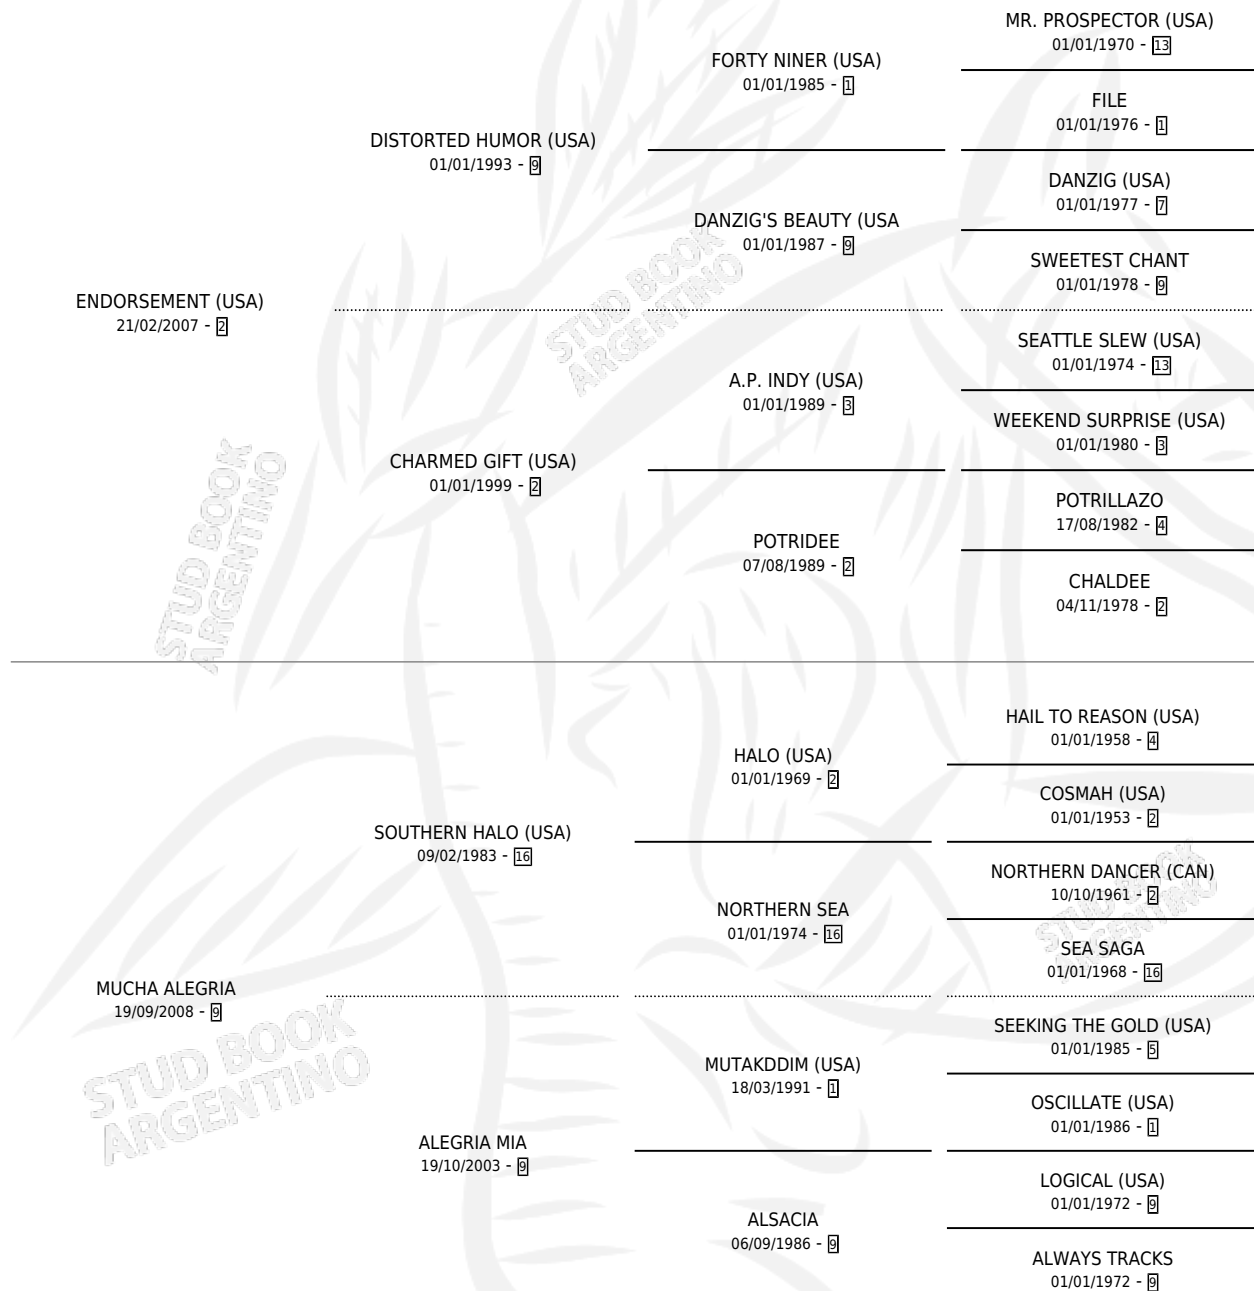 MR. PROSPECTOR (USA)
01/01/1970 - 13
FORTY NINER (USA)
01/01/1985 - 1
FILE
01/01/1976 - 1
DISTORTED HUMOR (USA)
01/01/1993 - 9
DANZIG (USA)
01/01/1977 - 7
DANZIG'S BEAUTY (USA
01/01/1987 - 9
SWEETEST CHANT
01/01/1978 - 9
ENDORSEMENT (USA)
21/02/2007 - 2
SEATTLE SLEW (USA)
01/01/1974 - 13
A.P. INDY (USA)
01/01/1989 - 3
WEEKEND SURPRISE (USA)
01/01/1980 - 3
CHARMED GIFT (USA)
01/01/1999 - 2
POTRILLAZO
17/08/1982 - 4
POTRIDEE
07/08/1989 - 2
CHALDEE
04/11/1978 - 2
HAIL TO REASON (USA)
01/01/1958 - 4
HALO (USA)
01/01/1969 - 2
COSMAH (USA)
01/01/1953 - 2
SOUTHERN HALO (USA)
09/02/1983 - 16
NORTHERN DANCER (CAN)
10/10/1961 - 2
NORTHERN SEA
01/01/1974 - 16
SEA SAGA
01/01/1968 - 16
MUCHA ALEGRIA
19/09/2008 - 9
SEEKING THE GOLD (USA)
01/01/1985 - 5
MUTAKDDIM (USA)
18/03/1991 - 1
OSCILLATE (USA)
01/01/1986 - 1
ALEGRIA MIA
19/10/2003 - 9
LOGICAL (USA)
01/01/1972 - 9
ALSACIA
06/09/1986 - 9
ALWAYS TRACKS
01/01/1972 - 9
STUD BOOK
ARGENTINO
STUD BOOK
ARGENTINO
STUD BOOK
ARGENTINO
STUD BOOK
ARGENTINO